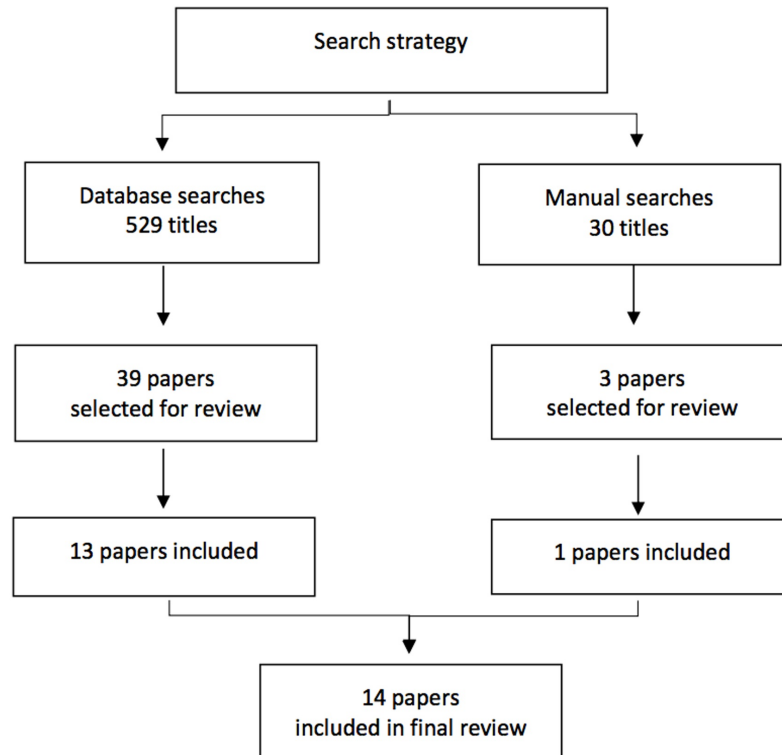 Search strategy
Database searches
529 titles
Manual searches
30 titles
39 papers
selected for review
3 papers
selected for review
13 papers included
1 papers included
14 papers
included in final review